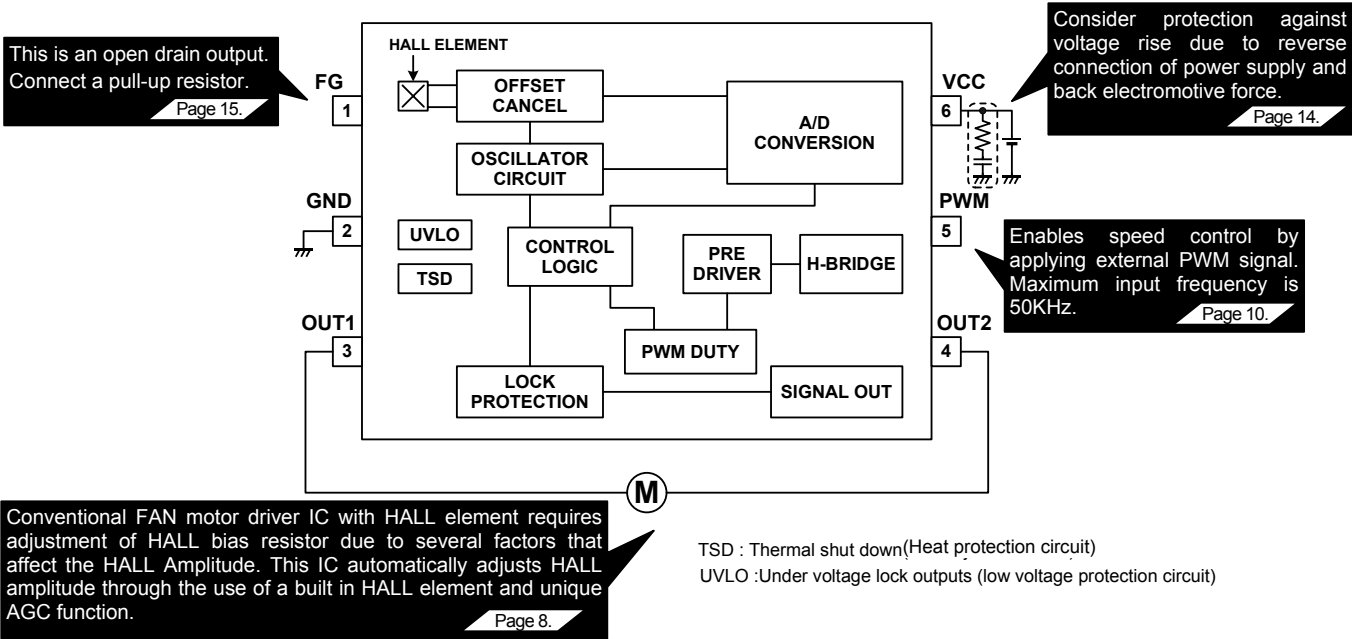 This is an open drain output.
Connect a pull-up resistor.
Page 15.
Consider protection against
voltage rise due to reverse
connection of power supply and
back electromotive force.
Page 14.
HALL ELEMENT
FG
1
OFFSET
CANCEL
A/D
CONVERSION
VCC
6
OSCILLATOR
CIRCUIT
GND
2
UVLO
TSD
CONTROL
LOGIC
PRE
DRIVER
H-BRIDGE
PWM
5
Enables speed control by
applying external PWM signal.
Maximum input frequency is
50KHz.
Page 10.
OUT1
3
PWM DUTY
OUT2
4
LOCK
PROTECTION
SIGNAL OUT
M
Conventional FAN motor driver IC with HALL element requires
adjustment of HALL bias resistor due to several factors that
affect the HALL Amplitude. This IC automatically adjusts HALL
amplitude through the use of a built in HALL element and unique
AGC function.
Page 8.
TSD : Thermal shut down(Heat protection circuit)
UVLO :Under voltage lock outputs (low voltage protection circuit)